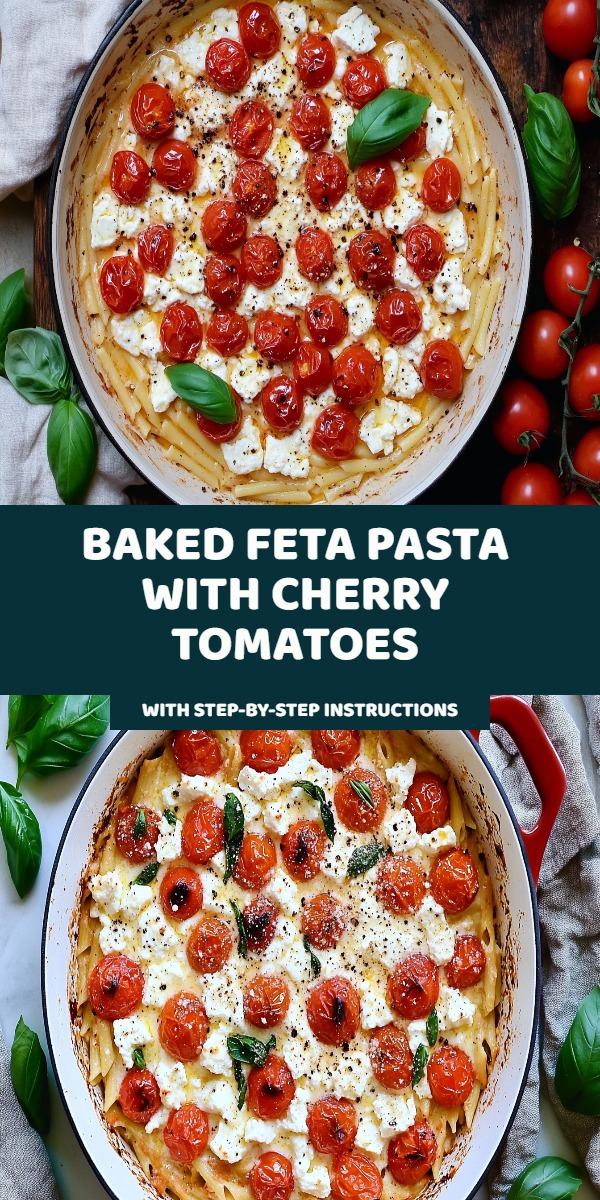 BAKED FETA PASTA
WITH CHERRY
TOMATOES
WITH STEP-BY-STEP INSTRUCTIONS